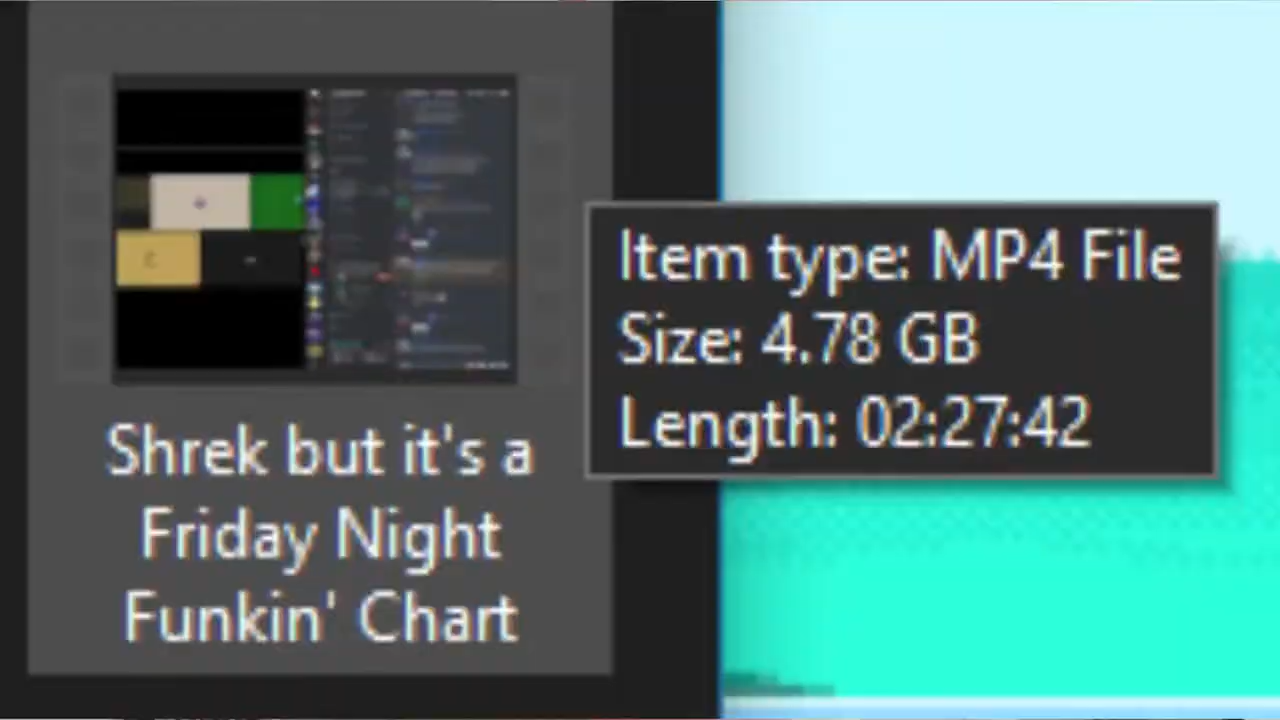 Item type: MP4 File
Size: 4.78 GB
Length: 02:27:42
Shrek but it's a
Friday Night
Funkin' Chart